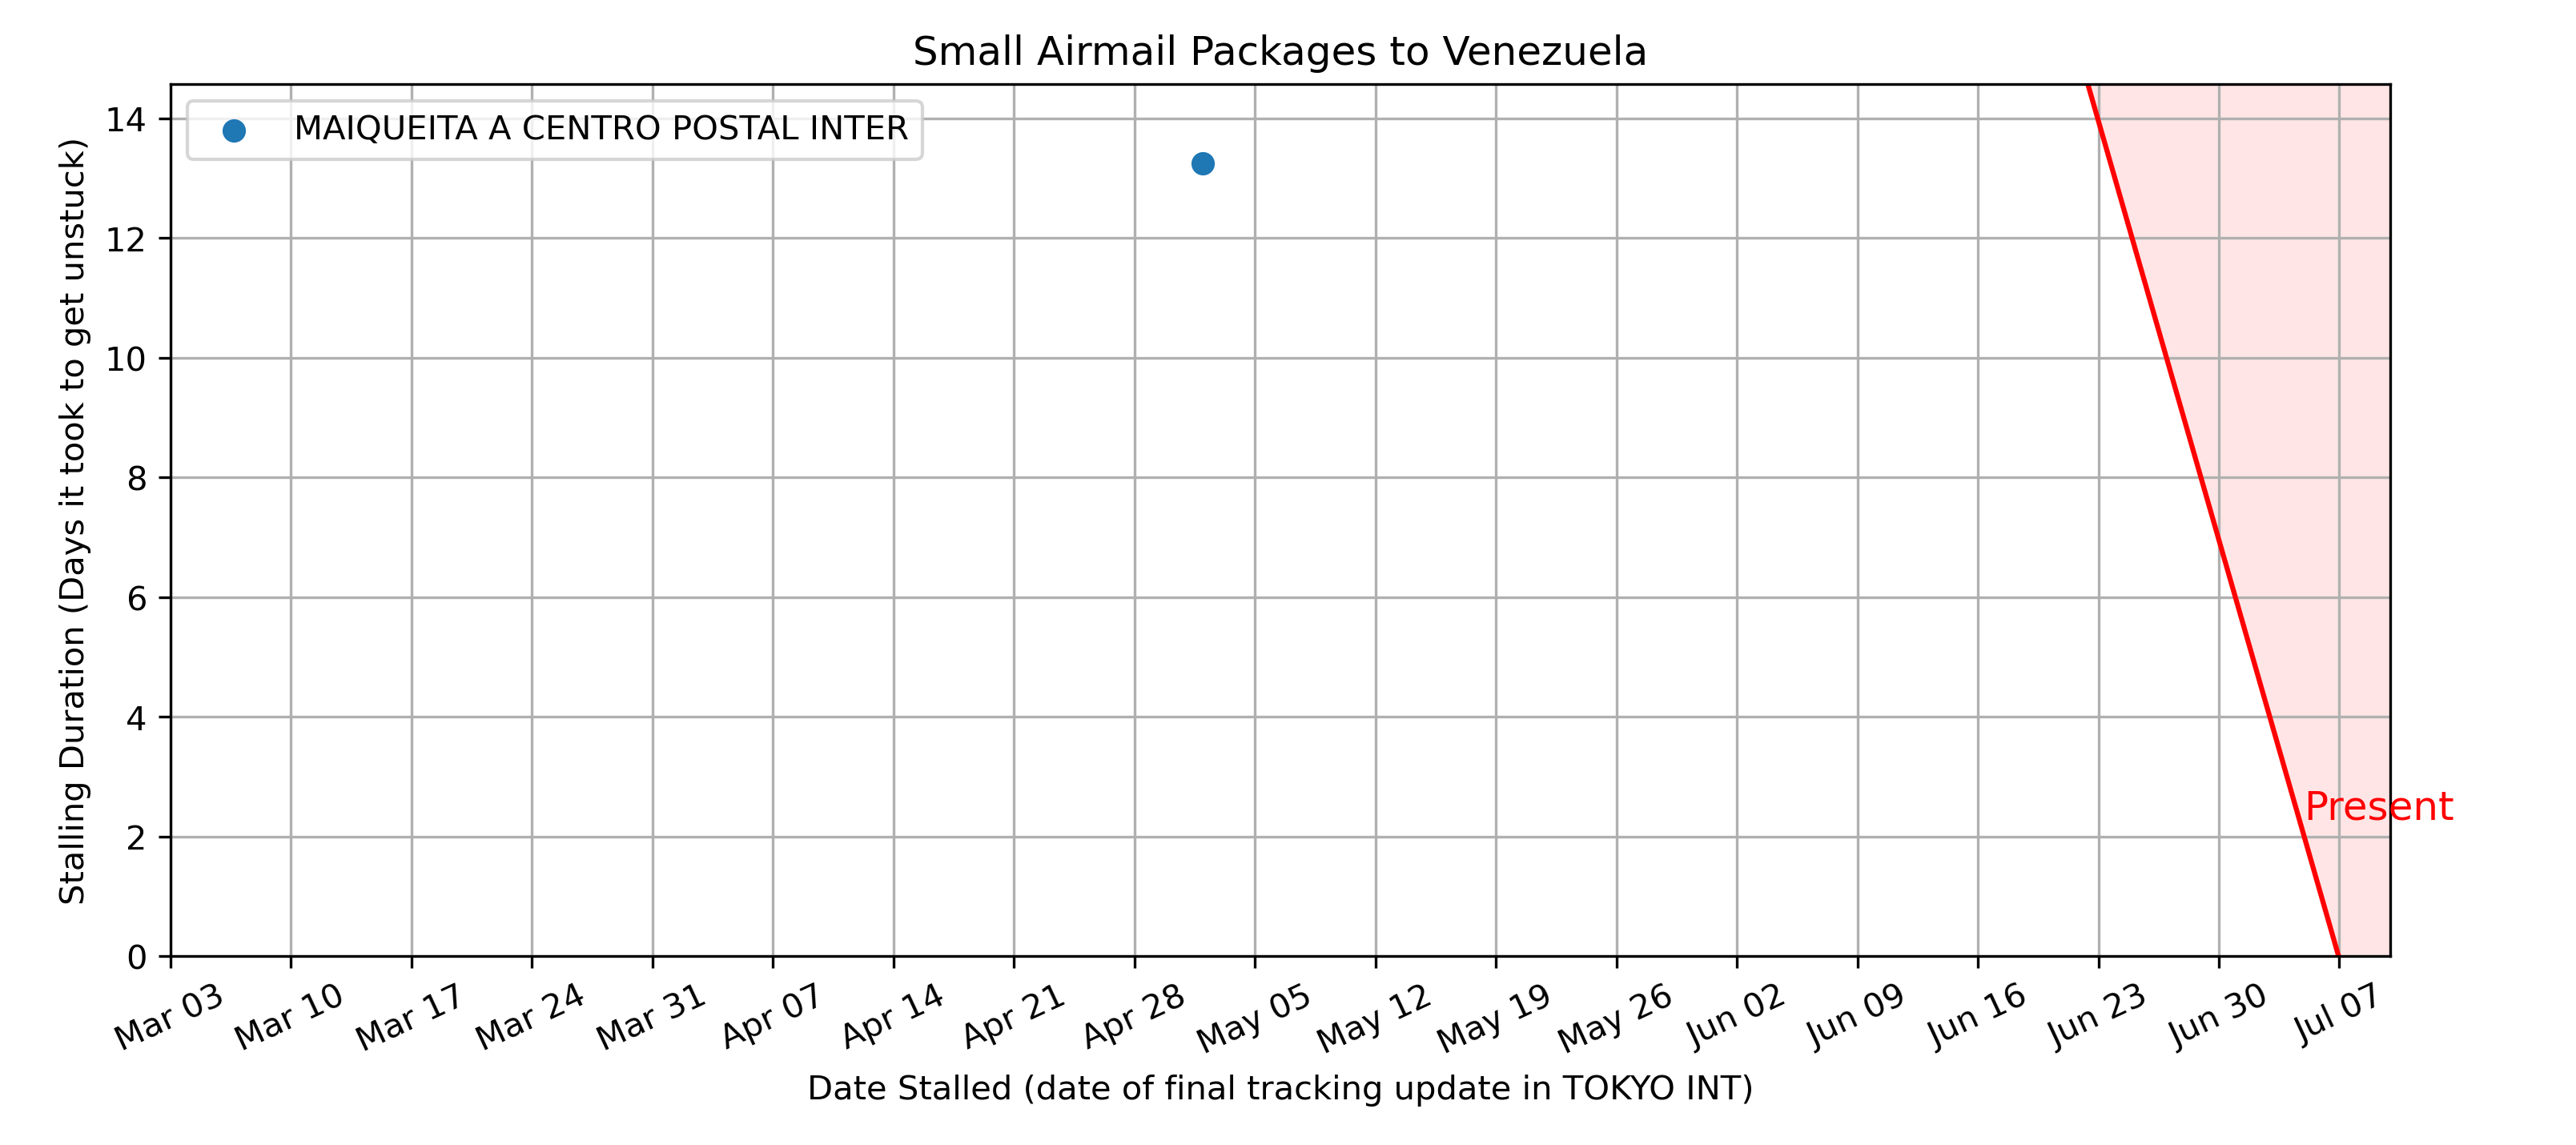 Small Airmail Packages to Venezuela
MAIQUEITA A CENTRO POSTAL INTER
Stalling Duration (Days it took to get unstuck)
14
12
10
8
6
4
2
0
Present
Mar 03
Mar 10
Mar 17
Mar 24
Mar 31
Apr 07
Apr 14
Apr 21
Apr 28
May 05
May 12
May 19
May 26
Jun 02
Jun 09
Jun 16
Jun 23
Jun 30
Jul 07
Date Stalled (date of final tracking update in TOKYO INT)